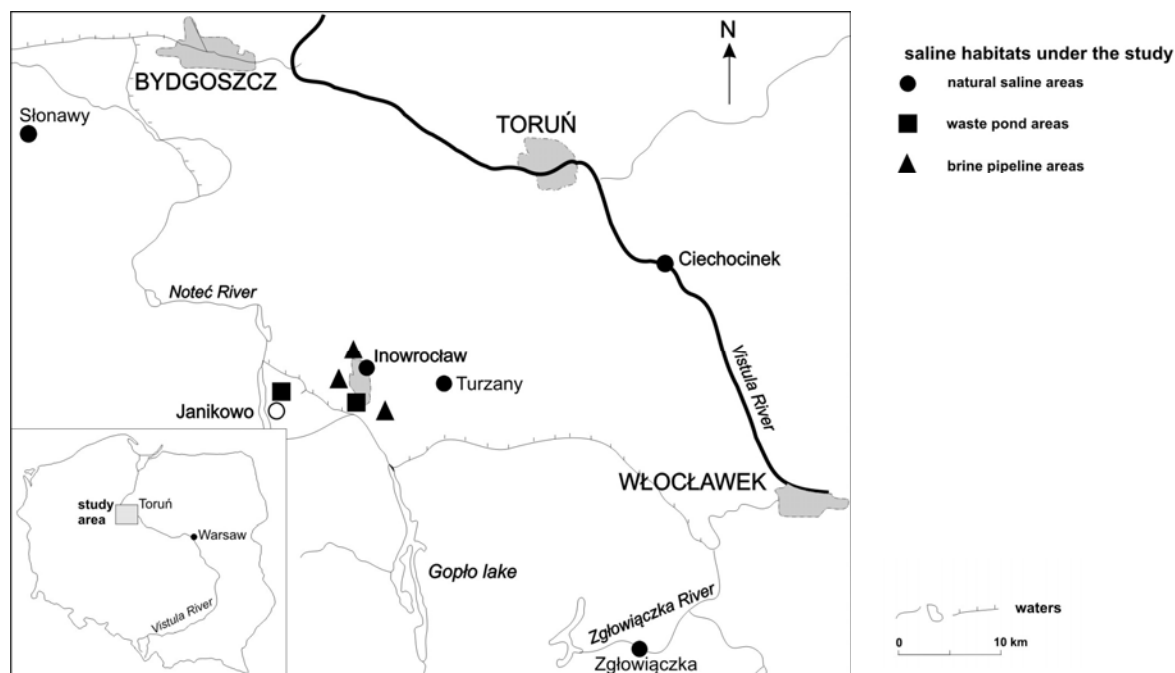 N
BYDGOSZCZ
Słonawy
TORUŃ
Ciechocinek
Noteć River
Inowrocław
Turzany
Janikowo
Vistula River
WŁOCŁAWEK
Gopło lake
Zgłowiączka River
Zgłowiączka
study
area
Toruń
Warsaw
Vistula River
saline habitats under the study
natural saline areas
waste pond areas
brine pipeline areas
waters
0 10 km